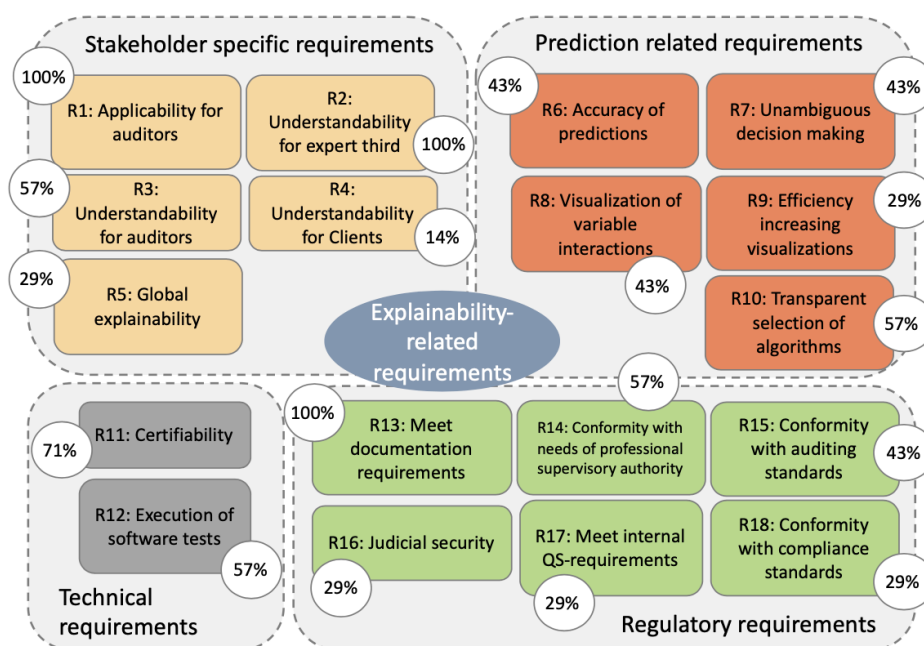 Stakeholder specific requirements
100%
R1: Applicability for
auditors
R2:
Understandability
for expert third
100%
57%
R3:
Understandability
for auditors
R4:
Understandability
for Clients
14%
29%
R5: Global
explainability
Prediction related requirements
43%
R6: Accuracy of
predictions
R7: Unambiguous
decision making
43%
R8: Visualization of
variable
interactions
43%
R9: Efficiency
increasing
visualizations
29%
R10: Transparent
selection of
algorithms
57%
Explainability-
related
requirements
R11: Certifiability
71%
R12: Execution of
software tests
57%
Technical
requirements
100%
R13: Meet
documentation
requirements
57%
R14: Conformity with
needs of professional
supervisory authority
R15: Conformity
with auditing
standards
43%
R16: Judicial security
29%
R17: Meet internal
QS-requirements
29%
R18: Conformity
with compliance
standards
29%
Regulatory requirements